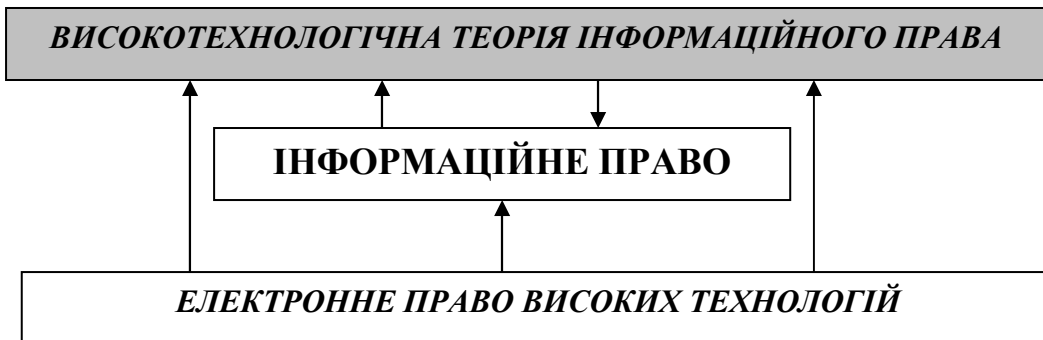 ВИСОКОТЕХНОЛОГІЧНА ТЕОРІЯ ІНФОРМАЦІЙНОГО ПРАВА
ІНФОРМАЦІЙНЕ ПРАВО
ЕЛЕКТРОННЕ ПРАВО ВИСОКИХ ТЕХНОЛОГІЙ